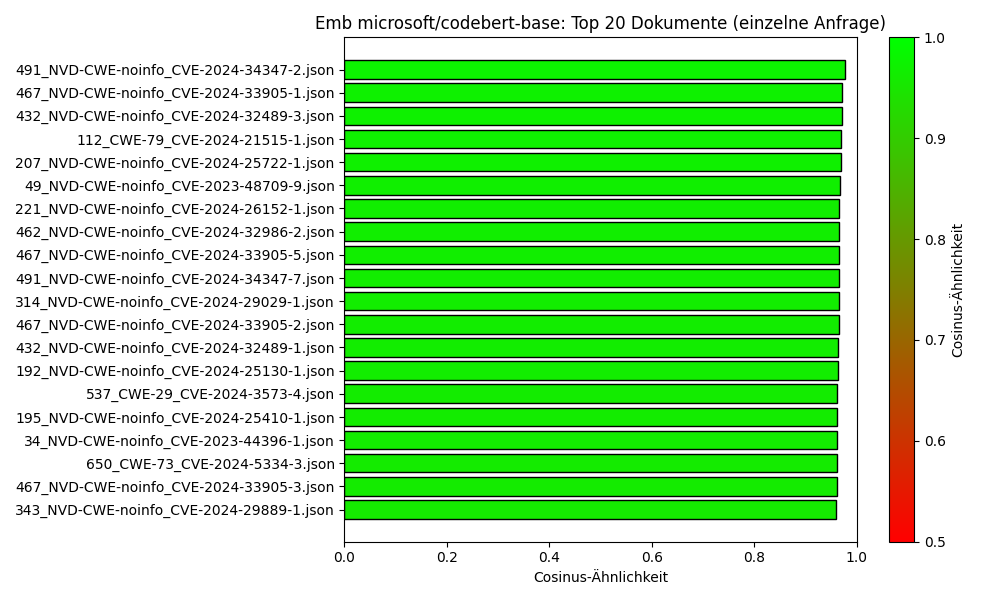 Emb microsoft/codebert-base: Top 20 Dokumente (einzelne Anfrage)
491_NVD-CWE-noinfo_CVE-2024-34347-2.json
467_NVD-CWE-noinfo_CVE-2024-33905-1.json
432_NVD-CWE-noinfo_CVE-2024-32489-3.json
112_CWE-79_CVE-2024-21515-1.json
207_NVD-CWE-noinfo_CVE-2024-25722-1.json
49_NVD-CWE-noinfo_CVE-2023-48709-9.json
221_NVD-CWE-noinfo_CVE-2024-26152-1.json
462_NVD-CWE-noinfo_CVE-2024-32986-2.json
467_NVD-CWE-noinfo_CVE-2024-33905-5.json
491_NVD-CWE-noinfo_CVE-2024-34347-7.json
314_NVD-CWE-noinfo_CVE-2024-29029-1.json
467_NVD-CWE-noinfo_CVE-2024-33905-2.json
432_NVD-CWE-noinfo_CVE-2024-32489-1.json
192_NVD-CWE-noinfo_CVE-2024-25130-1.json
537_CWE-29_CVE-2024-3573-4.json
195_NVD-CWE-noinfo_CVE-2024-25410-1.json
34_NVD-CWE-noinfo_CVE-2023-44396-1.json
650_CWE-73_CVE-2024-5334-3.json
467_NVD-CWE-noinfo_CVE-2024-33905-3.json
343_NVD-CWE-noinfo_CVE-2024-29889-1.json
0.0 0.2 0.4 0.6 0.8 1.0
Cosinus-Ähnlichkeit
1.0
0.9
0.8
0.7
0.6
0.5
Cosinus-Ähnlichkeit